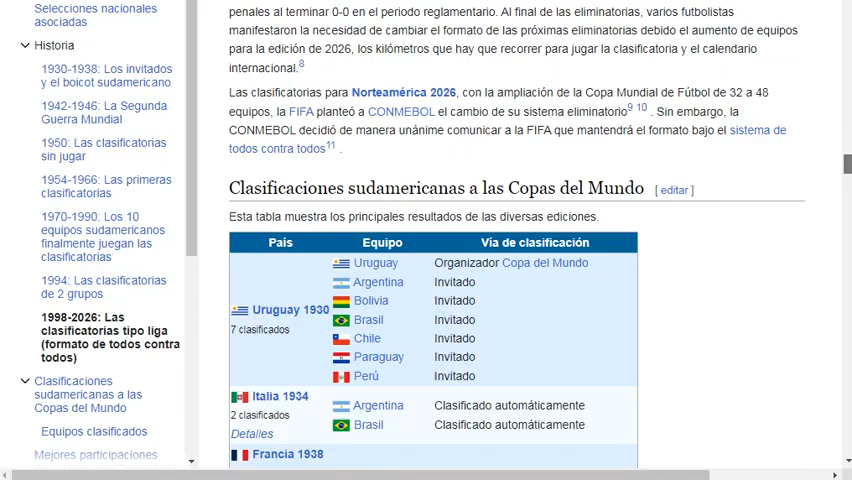 Selecciones nacionales
asociadas
Historia
1930-1938: Los invitados
y el boicot sudamericano
1942-1946: La Segunda
Guerra Mundial
1950: Las clasificatorias
sin jugar
1954-1966: Las primeras
clasificatorias
1970-1990: Los 10
equipos sudamericanos
finalmente juegan las
clasificatorias
1994: Las clasificatorias
de 2 grupos
1998-2026: Las
clasificatorias tipo liga
(formato de todos contra
todos)
Clasificaciones
sudamericanas a las
Copas del Mundo
Equipos clasificados
Mejores participaciones
penales al terminar 0-0 en el periodo reglamentario. Al final de las eliminatorias, varios futbolistas
manifestaron la necesidad de cambiar el formato de las próximas eliminatorias debido el aumento de equipos
para la edición de 2026, los kilómetros que hay que recorrer para jugar la clasificatoria y el calendario
internacional.8
Las clasificatorias para Norteamérica 2026, con la ampliación de la Copa Mundial de Fútbol de 32 a 48
equipos, la FIFA planteó a CONMEBOL el cambio de su sistema eliminatorio9 10 . Sin embargo, la
CONMEBOL decidió de manera unánime comunicar a la FIFA que mantendrá el formato bajo el sistema de
todos contra todos11 .
Clasificaciones sudamericanas a las Copas del Mundo [ editar ]
Esta tabla muestra los principales resultados de las diversas ediciones.
País Equipo Vía de clasificación
Uruguay 1930
7 clasificados
Uruguay Organizador Copa del Mundo
Argentina Invitado
Bolivia Invitado
Brasil Invitado
Chile Invitado
Paraguay Invitado
Perú Invitado
Italia 1934
2 clasificados
Detalles
Argentina Clasificado automáticamente
Brasil Clasificado automáticamente
Francia 1938